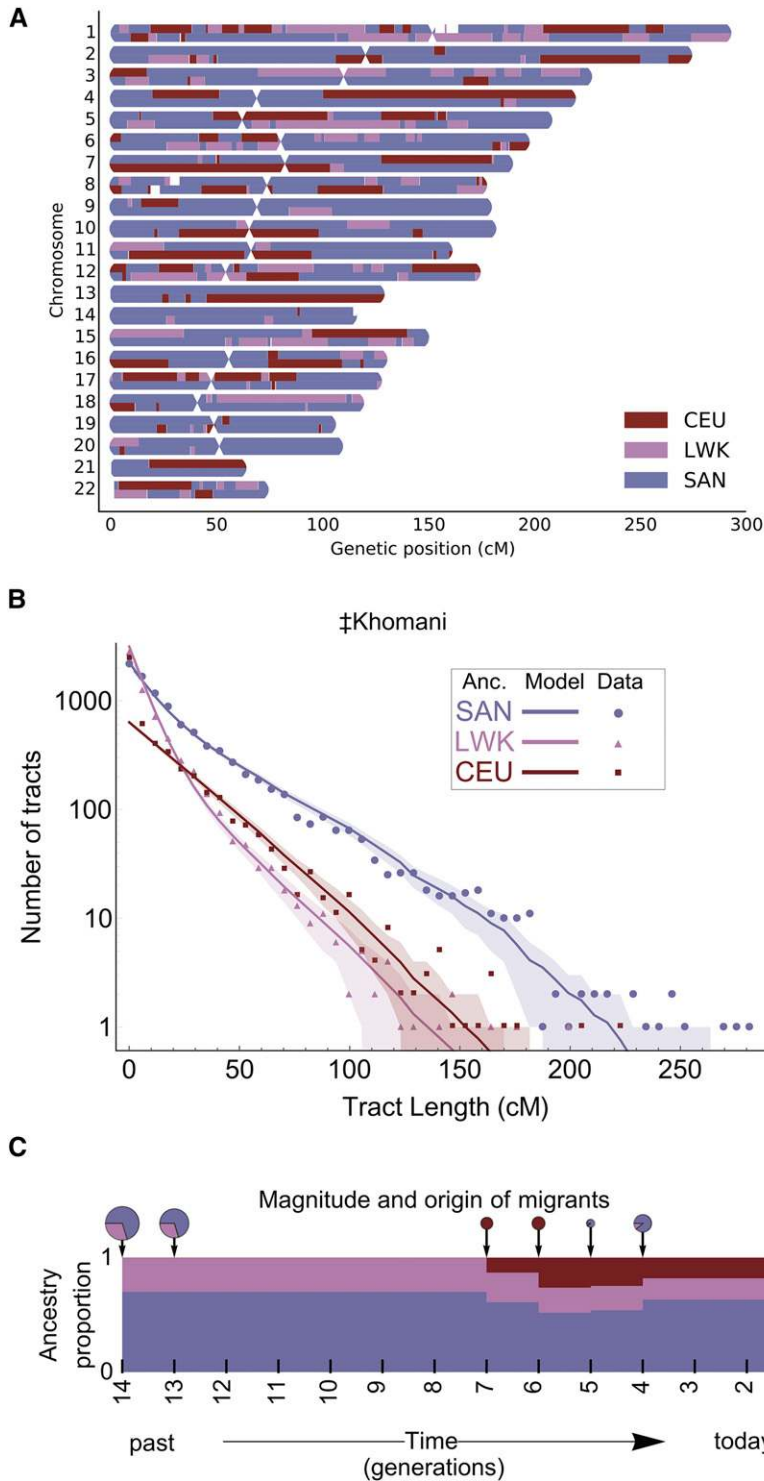 A
Chromosome
1
2
3
4
5
6
7
8
9
10
11
12
13
14
15
16
17
18
19
20
21
22
CEU
LWK
SAN
0 50 100 150 200 250 300
Genetic position (cM)
B
‡Khomani
Anc. Model Data
SAN
LWK
CEU
Number of tracts
1000
100
10
1
0 50 100 150 200 250
Tract Length (cM)
C
Magnitude and origin of migrants
Ancestry
proportion
1
0
14 13 12 11 10 9 8 7 6 5 4 3 2
past Time today
(generations)